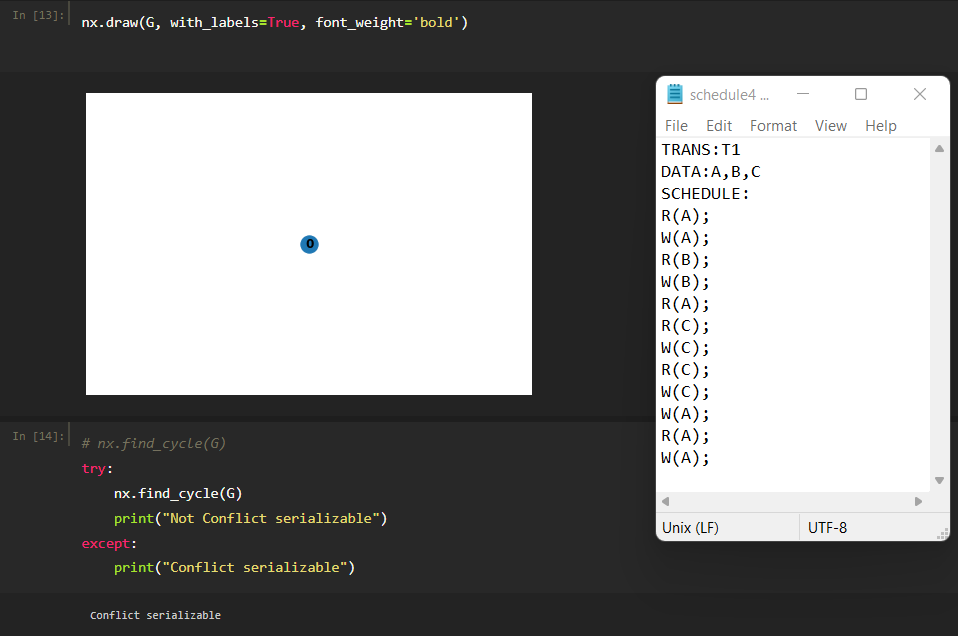 In [13]:
nx.draw(G, with_labels=True, font_weight='bold')
0
In [14]:
# nx.find_cycle(G)
try:
    nx.find_cycle(G)
    print("Not Conflict serializable")
except:
    print("Conflict serializable")
Conflict serializable
schedule4 ...
File Edit Format View Help
TRANS:T1
DATA:A,B,C
SCHEDULE:
R(A);
W(A);
R(B);
W(B);
R(A);
R(C);
W(C);
R(C);
W(C);
W(A);
R(A);
W(A);
Unix (LF) UTF-8